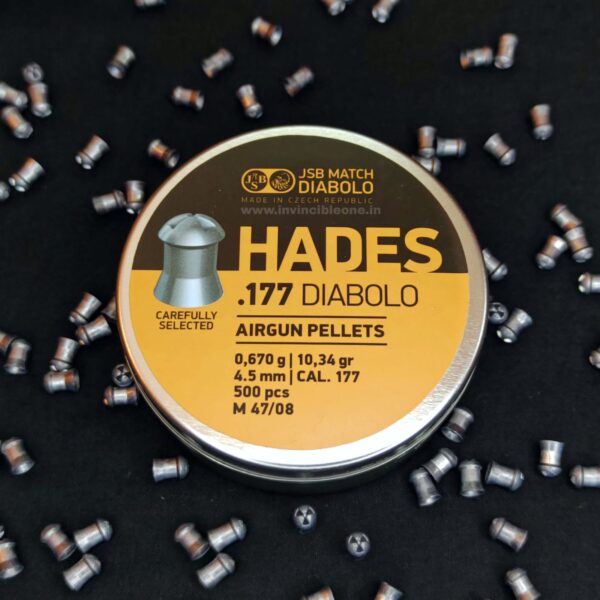 JSB MATCH
DIABOLO
MADE IN CZECH REPUBLIC
www.invincibleone.in
HADES
.177 DIABOLO
CAREFULLY
SELECTED
AIRGUN PELLETS
0,670 g | 10,34 gr
4.5 mm | CAL. 177
500 pcs
M 47/08